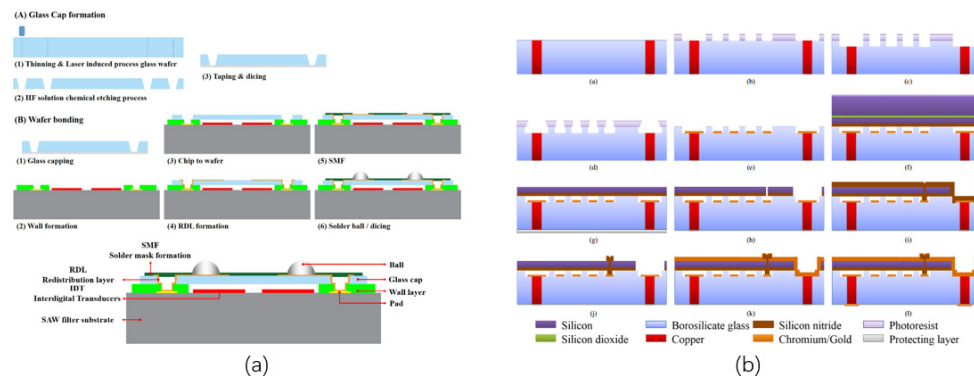 (A) Glass Cap formation
(1) Thinning & Laser induced process glass wafer
(2) HF solution chemical etching process
(3) Taping & dicing
(B) Wafer bonding
(1) Glass capping
(3) Chip to wafer
(5) SMF
(2) Wall formation
(4) RDL formation
(6) Solder ball / dicing
SMF
Solder mask formation
RDL
Redistribution layer
IDT
Interdigital Transducers
SAW filter substrate
Ball
Glass cap
Wall layer
Pad
(a)
(a)
(b)
(c)
(d)
(e)
(f)
(g)
(h)
(i)
(j)
(k)
(l)
Silicon
Borosilicate glass
Silicon nitride
Photoresist
Silicon dioxide
Copper
Chromium/Gold
Protecting layer
(b)